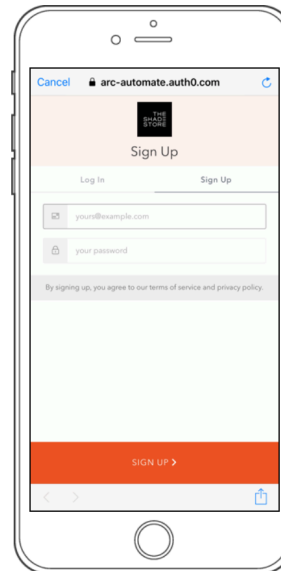 Cancel arc-automate.auth0.com
THE
SHADE
STORE
Sign Up
Log In Sign Up
yours@example.com
your password
By signing up, you agree to our terms of service and privacy policy.
SIGN UP